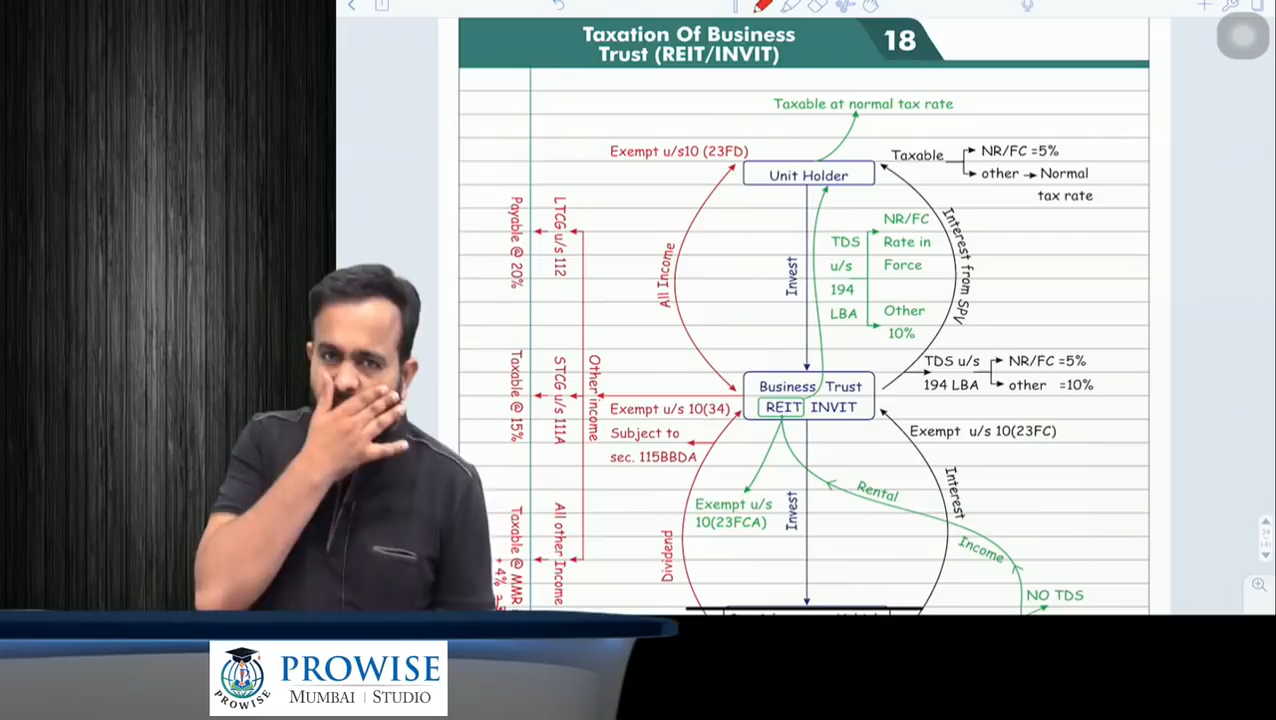 Taxation Of Business
Trust (REIT/INVIT)
18
Taxable at normal tax rate
Exempt u/s10 (23FD)
Unit Holder
Taxable
NR/FC =5%
other → Normal
tax rate
All Income
Invest
TDS
u/s
194
LBA
NR/FC
Rate in
Force
Other
10%
Interest from SPV
LTCG u/s 112
Payable @ 20%
STCG u/s 111A
Taxable @ 15%
Other income
All other Income
Taxable @ MMR
+4%
Business Trust
REIT INVIT
TDS u/s
194 LBA
NR/FC =5%
other =10%
Exempt u/s 10(34)
Subject to
sec. 115BBDA
Exempt u/s 10(23FC)
Exempt u/s
10(23FCA)
Invest
Dividend
Interest
Rental
Income
NO TDS
PROWISE
PROWISE
MUMBAI | STUDIO